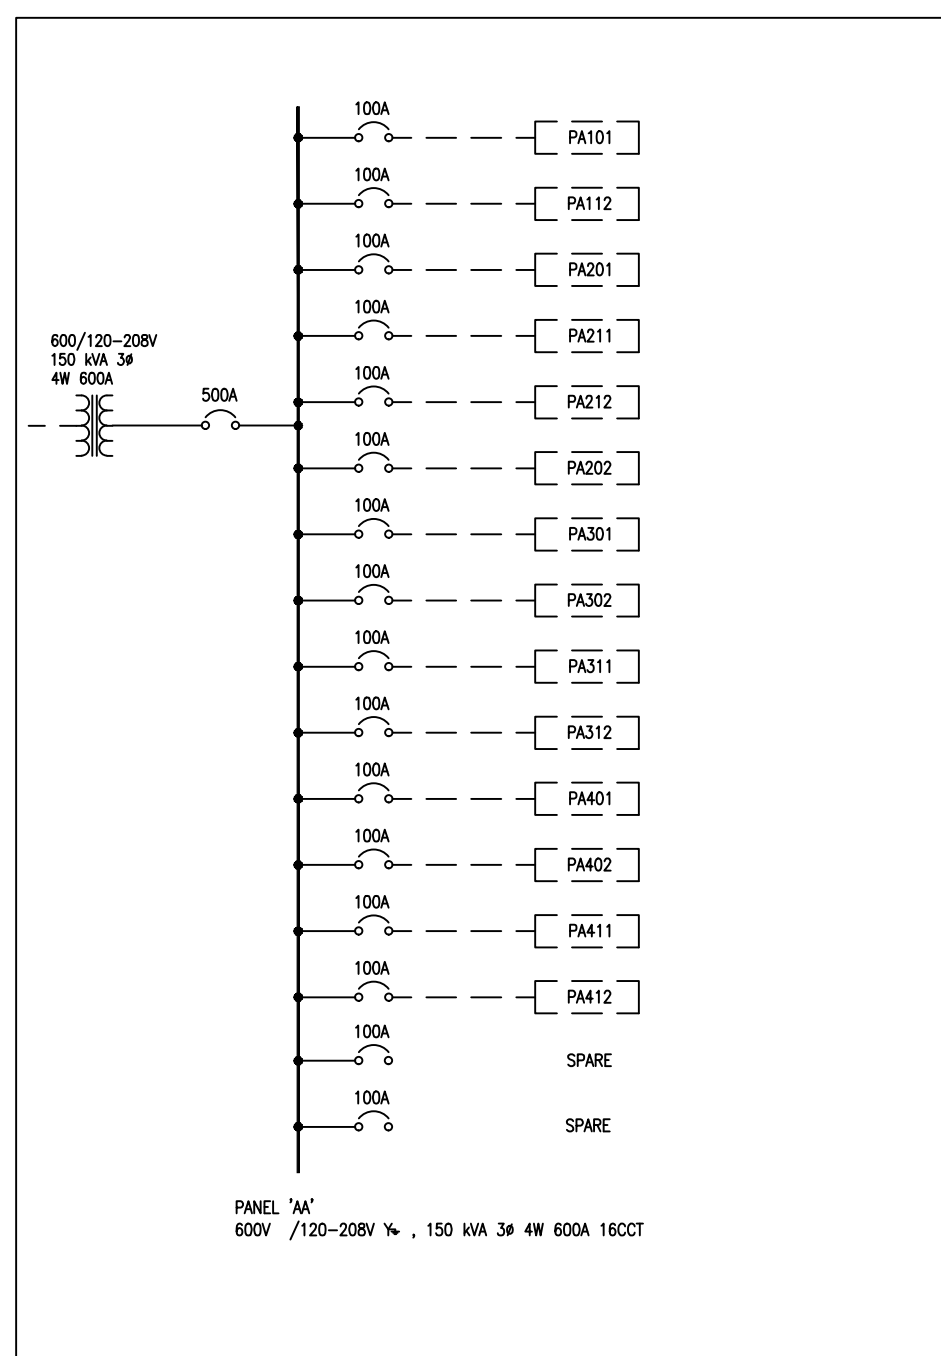 100A
PA101
100A
PA112
100A
PA201
100A
PA211
600/120-208V
150 kVA 3ø
4W 600A
500A
100A
PA212
100A
PA202
100A
PA301
100A
PA302
100A
PA311
100A
PA312
100A
PA401
100A
PA402
100A
PA411
100A
PA412
100A
SPARE
100A
SPARE
PANEL 'AA'
600V /120-208V Y , 150 kVA 3ø 4W 600A 16CCT